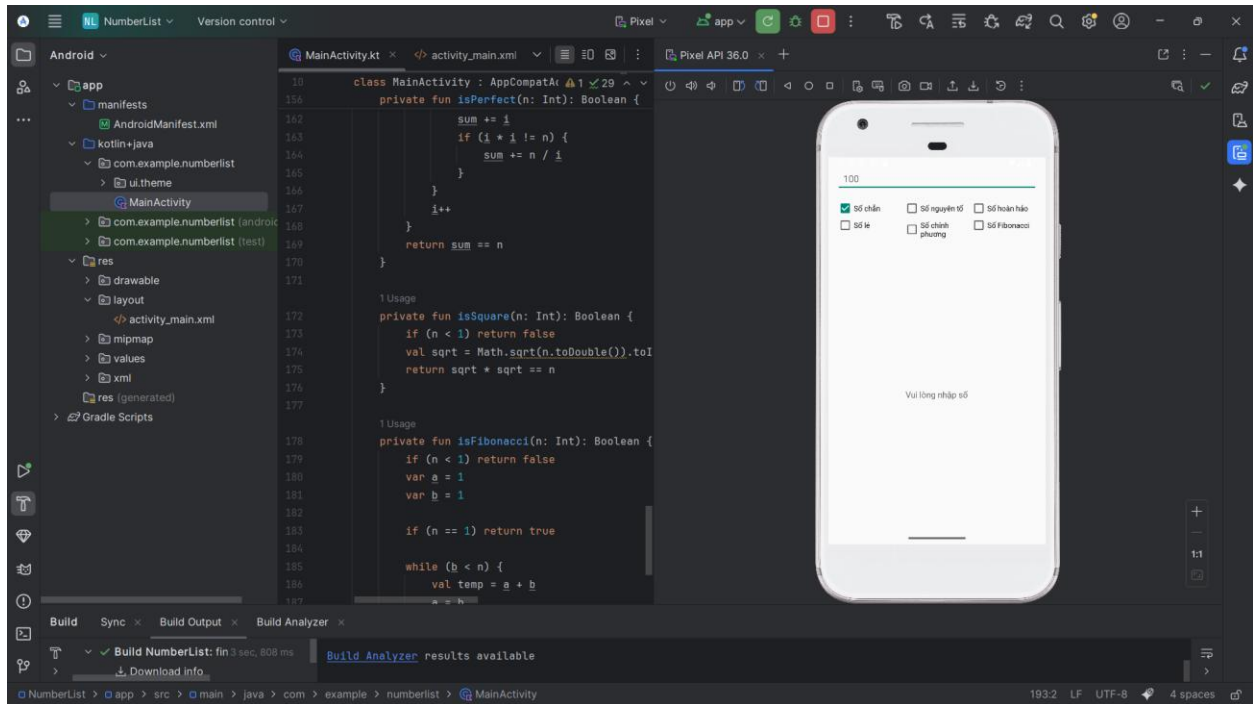 NL NumberList Version control Pixel app
Android
MainActivity.kt activity_main.xml
Pixel API 36.0
app
manifests
AndroidManifest.xml
kotlin+java
com.example.numberlist
ui.theme
MainActivity
com.example.numberlist (androi
com.example.numberlist (test)
res
drawable
layout
activity_main.xml
mipmap
values
xml
res (generated)
Gradle Scripts
10 class MainActivity : AppCompatAc 1 29
156 private fun isPerfect(n: Int): Boolean {
162 sum += i
163 if (i * i != n) {
164 sum += n / i
165 }
166 }
167 i++
168 }
169 return sum == n
170 }
171
1 Usage
172 private fun isSquare(n: Int): Boolean {
173 if (n < 1) return false
174 val sqrt = Math.sqrt(n.toDouble()).toI
175 return sqrt * sqrt == n
176 }
177
1 Usage
178 private fun isFibonacci(n: Int): Boolean {
179 if (n < 1) return false
180 var a = 1
181 var b = 1
182
183 if (n == 1) return true
184
185 while (b < n) {
186 val temp = a + b
187 a = b
100
Số chẵn Số nguyên tố Số hoàn hảo
Số lẻ Số chính phương Số Fibonacci
Vui lòng nhập số
1:1
Build Sync Build Output Build Analyzer
Build NumberList: fin 3 sec, 808 ms
Download info
Build Analyzer results available
NumberList > app > src > main > java > com > example > numberlist > MainActivity
193:2 LF UTF-8 4 spaces